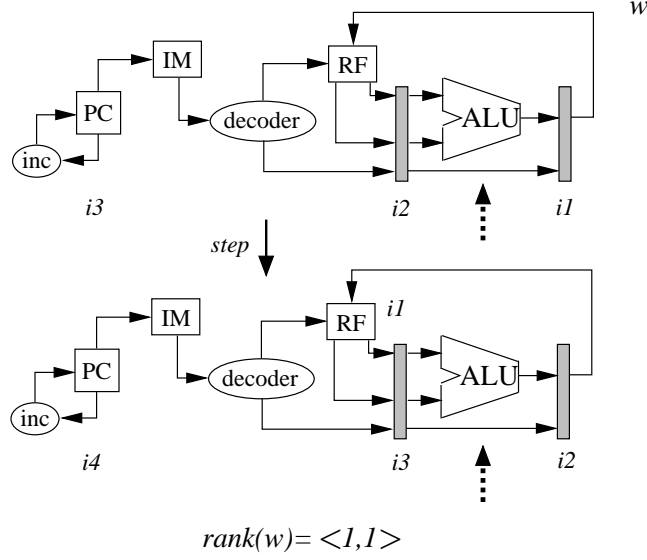 w
IM
RF
PC
decoder
ALU
inc
i3
i2
i1
step
IM
RF
i1
PC
decoder
ALU
inc
i4
i3
i2
rank(w)= <1,1>